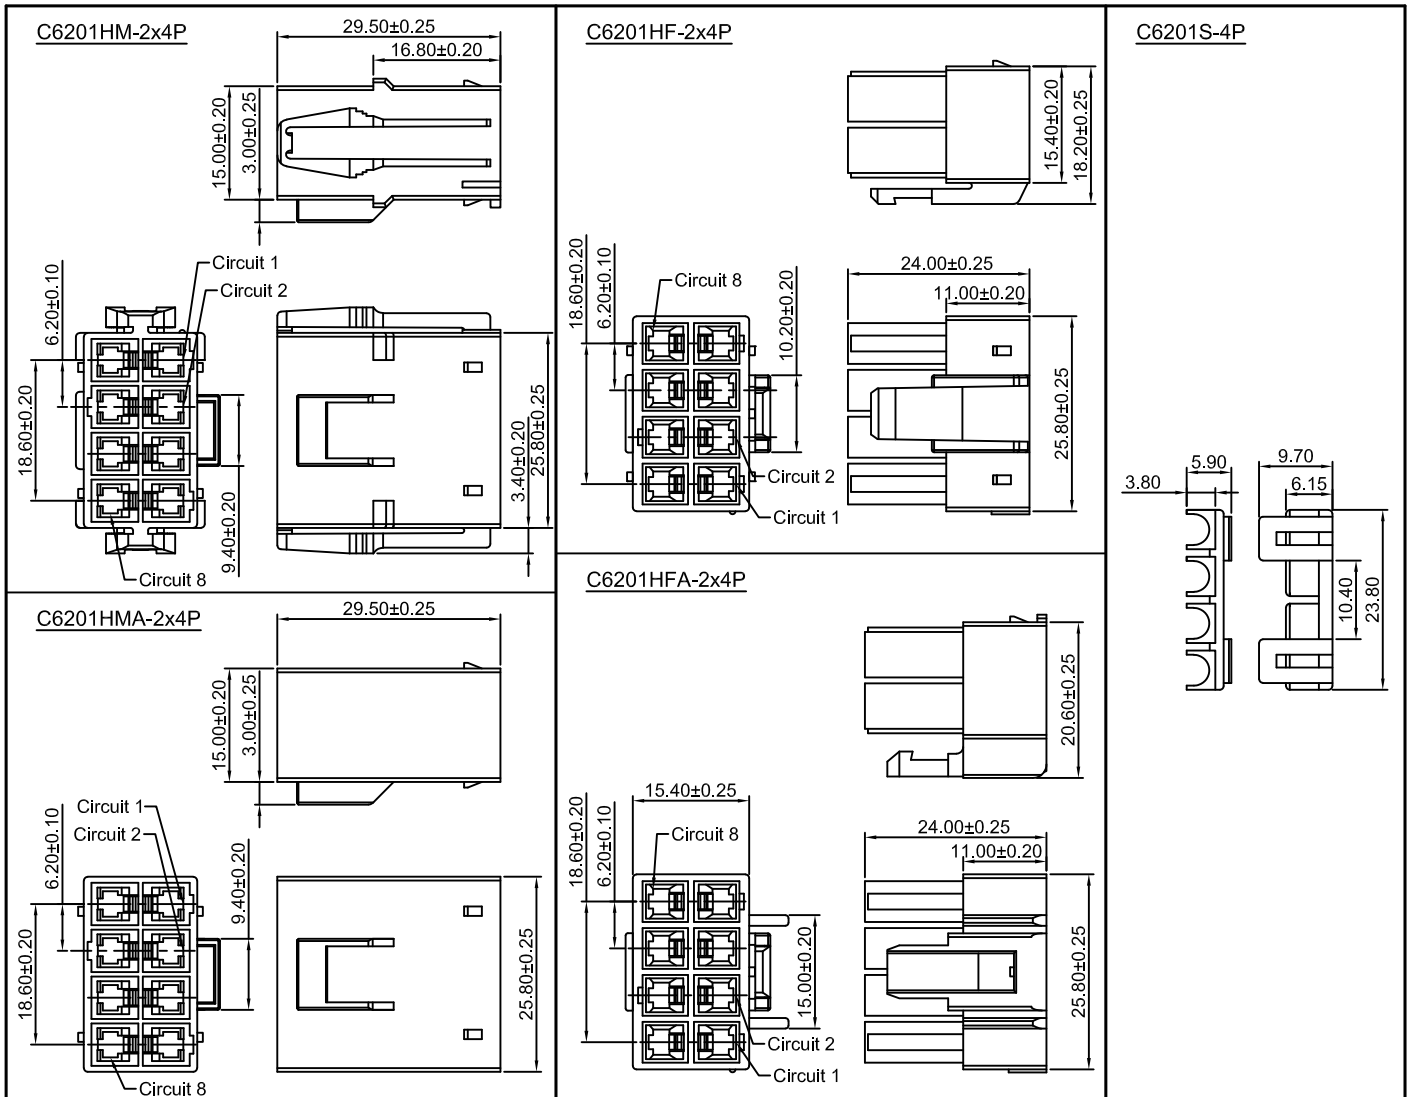 C6201HM-2x4P
29.50±0.25
16.80±0.20
15.00±0.20
3.00±0.25
Circuit 1
Circuit 2
6.20±0.10
18.60±0.20
9.40±0.20
Circuit 8
3.40±0.20
25.80±0.25
C6201HMA-2x4P
29.50±0.25
15.00±0.20
3.00±0.25
Circuit 1
Circuit 2
6.20±0.10
18.60±0.20
9.40±0.20
Circuit 8
25.80±0.25
C6201HF-2x4P
15.40±0.20
18.20±0.25
18.60±0.20
6.20±0.10
Circuit 8
10.20±0.20
Circuit 2
Circuit 1
24.00±0.25
11.00±0.20
25.80±0.25
C6201HFA-2x4P
20.60±0.25
15.40±0.25
18.60±0.20
6.20±0.10
Circuit 8
15.00±0.20
Circuit 2
Circuit 1
24.00±0.25
11.00±0.20
25.80±0.25
C6201S-4P
5.90
3.80
9.70
6.15
10.40
23.80